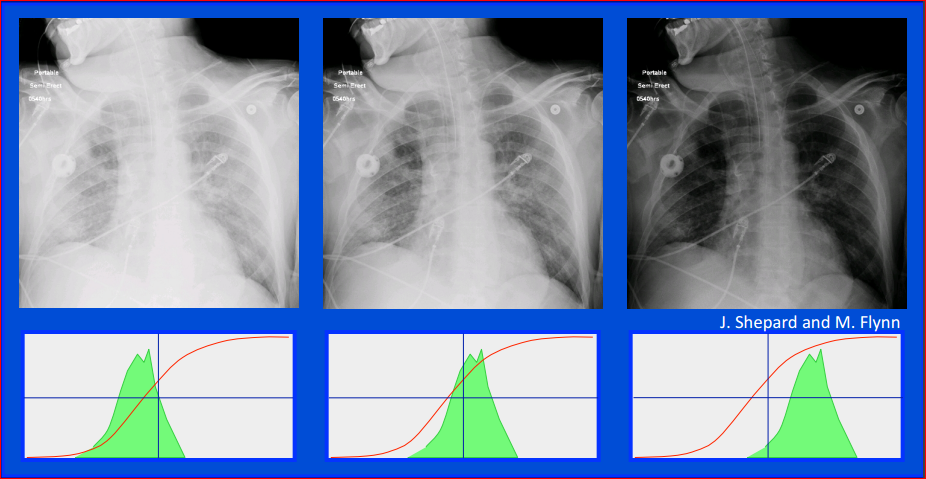 Portable
Semi Erect
0540hrs
Portable
Semi Erect
0540hrs
Portable
Semi Erect
0540hrs
J. Shepard and M. Flynn